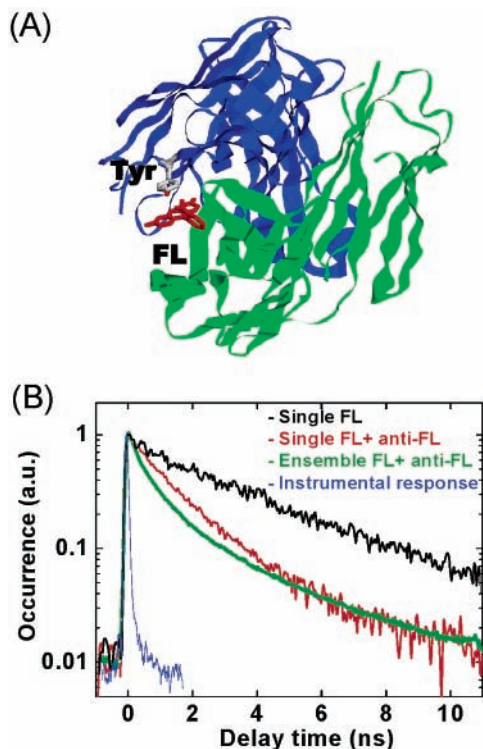 (A)
Tyr
FL
(B)
- Single FL
- Single FL+ anti-FL
- Ensemble FL+ anti-FL
- Instrumental response
Occurrence (a.u.)
1
0.1
0.01
0 2 4 6 8 10
Delay time (ns)